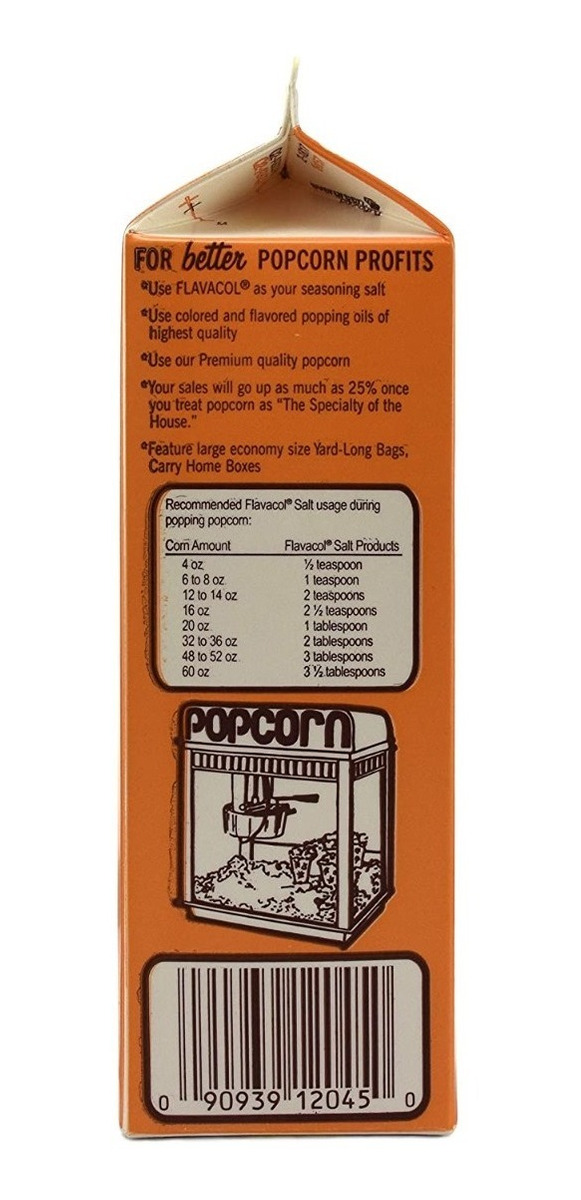 FOR better POPCORN PROFITS
*Use FLAVACOL® as your seasoning salt
*Use colored and flavored popping oils of
highest quality
*Use our Premium quality popcorn
*Your sales will go up as much as 25% once
you treat popcorn as “The Specialty of the
House.”
*Feature large economy size Yard-Long Bags,
Carry Home Boxes
Recommended Flavacol® Salt usage during
popping popcorn:
Corn Amount Flavacol® Salt Products
4 oz. ½ teaspoon
6 to 8 oz. 1 teaspoon
12 to 14 oz. 2 teaspoons
16 oz. 2 ½ teaspoons
20 oz. 1 tablespoon
32 to 36 oz. 2 tablespoons
48 to 52 oz. 3 tablespoons
60 oz. 3 ½ tablespoons
POPCORN
0 90939 12045 0